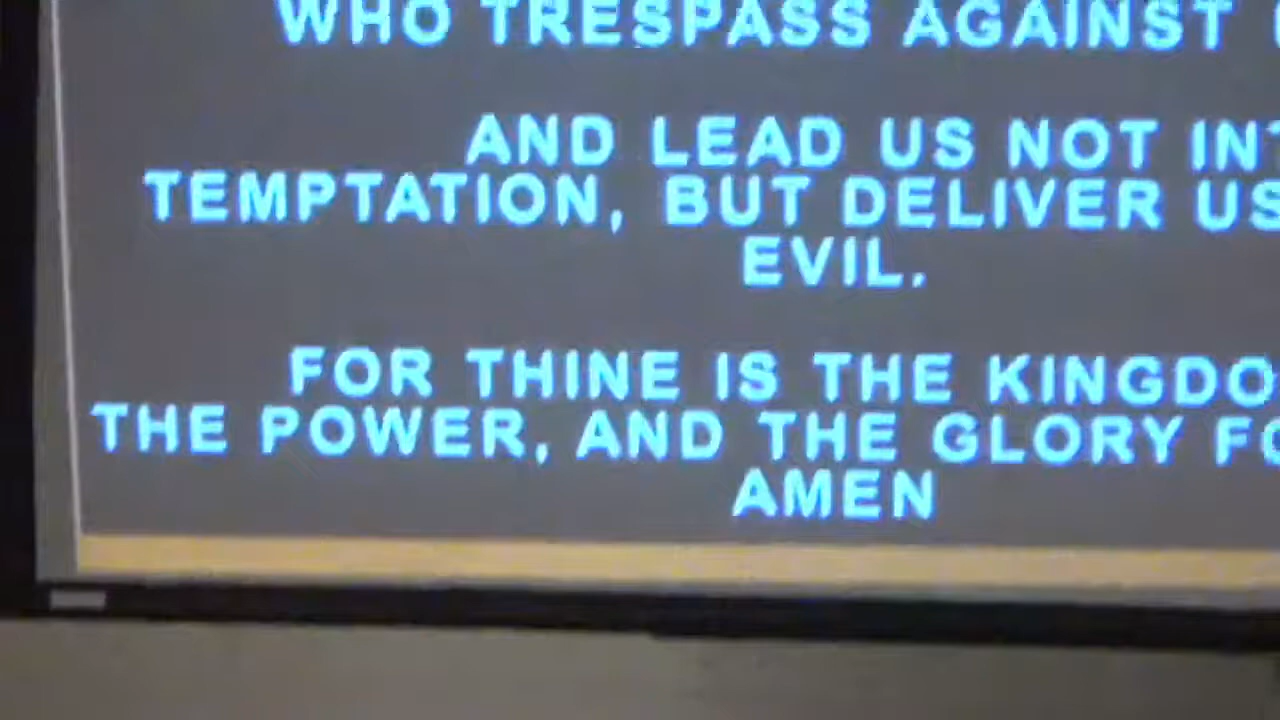 WHO TRESPASS AGAINST
AND LEAD US NOT INT
TEMPTATION, BUT DELIVER US
EVIL.
FOR THINE IS THE KINGDO
THE POWER, AND THE GLORY FO
AMEN